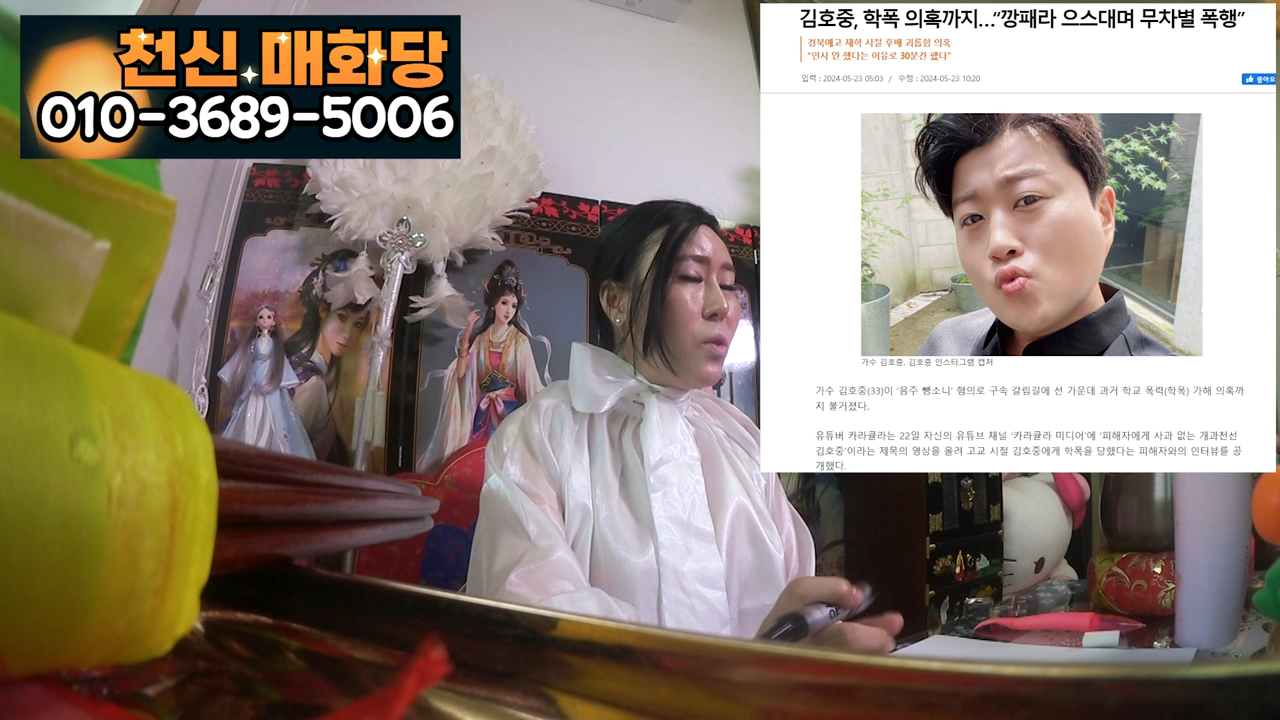 천신 매화당
010-3689-5006
김호중, 학폭 의혹까지…“깡패라 으스대며 무차별 폭행”
경북예고 재학 시절 후배 괴롭힘 의혹
“인사 안 했다는 이유로 30분간 팼다”
입력 : 2024-05-23 05:03 / 수정 : 2024-05-23 10:20
좋아요
가수 김호중. 김호중 인스타그램 캡처
가수 김호중(33)이 ‘음주 뺑소니’ 혐의로 구속 갈림길에 선 가운데 과거 학교 폭력(학폭) 가해 의혹까
지 불거졌다.
유튜버 카라큘라는 22일 자신의 유튜브 채널 ‘카라큘라 미디어’에 ‘피해자에게 사과 없는 개과천선
김호중’이라는 제목의 영상을 올려 고교 시절 김호중에게 학폭을 당했다는 피해자와의 인터뷰를 공
개했다.